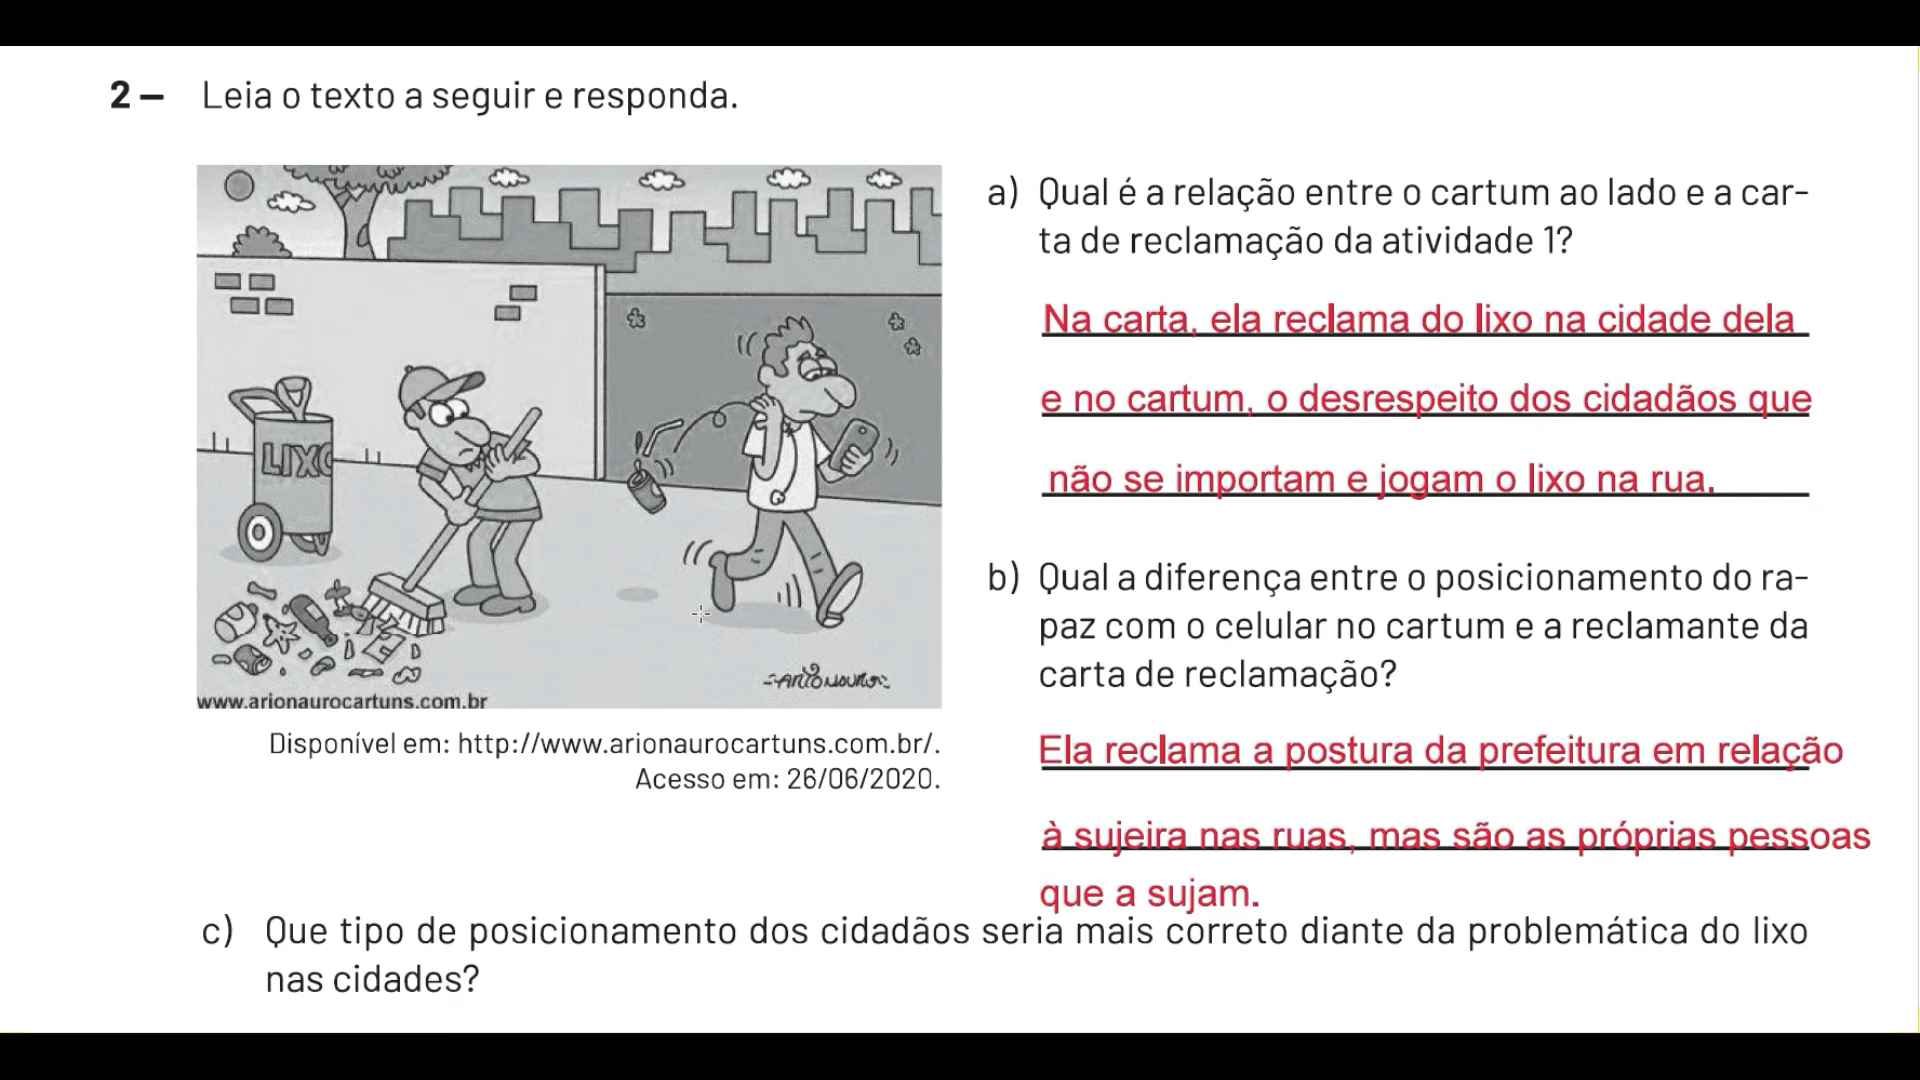 2 – Leia o texto a seguir e responda.
LIXO
www.arionaurocartuns.com.br
Disponível em: http://www.arionaurocartuns.com.br/.
Acesso em: 26/06/2020.
a) Qual é a relação entre o cartum ao lado e a car-
ta de reclamação da atividade 1?
Na carta, ela reclama do lixo na cidade dela
e no cartum, o desrespeito dos cidadãos que
não se importam e jogam o lixo na rua.
b) Qual a diferença entre o posicionamento do ra-
paz com o celular no cartum e a reclamante da
carta de reclamação?
Ela reclama a postura da prefeitura em relação
à sujeira nas ruas, mas são as próprias pessoas
que a sujam.
c) Que tipo de posicionamento dos cidadãos seria mais correto diante da problemática do lixo
nas cidades?